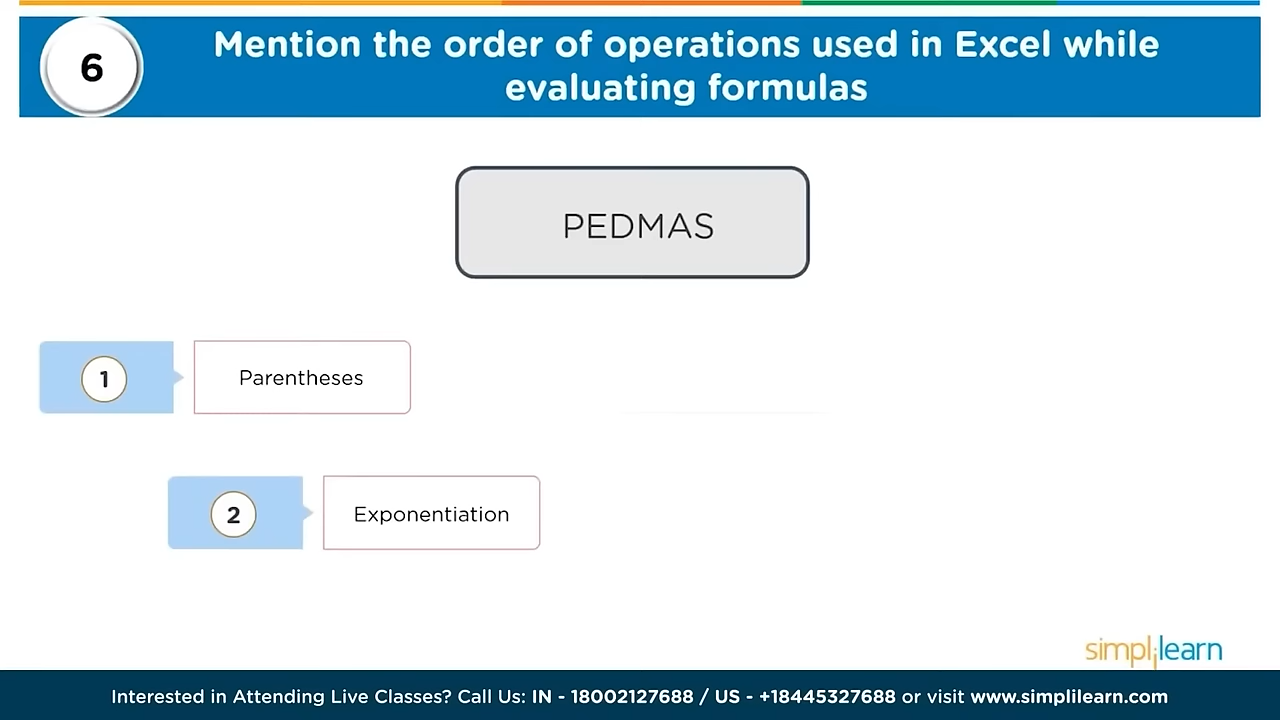 6
Mention the order of operations used in Excel while
evaluating formulas
PEDMAS
1
Parentheses
2
Exponentiation
simplilearn
Interested in Attending Live Classes? Call Us: IN - 18002127688 / US - +18445327688 or visit www.simplilearn.com